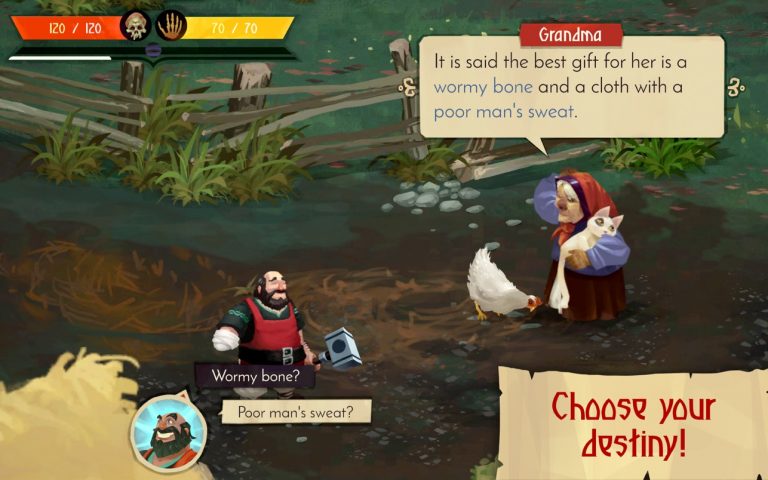 120 / 120
70 / 70
Grandma
It is said the best gift for her is a
wormy bone and a cloth with a
poor man's sweat.
Wormy bone?
Poor man's sweat?
Choose your
destiny!